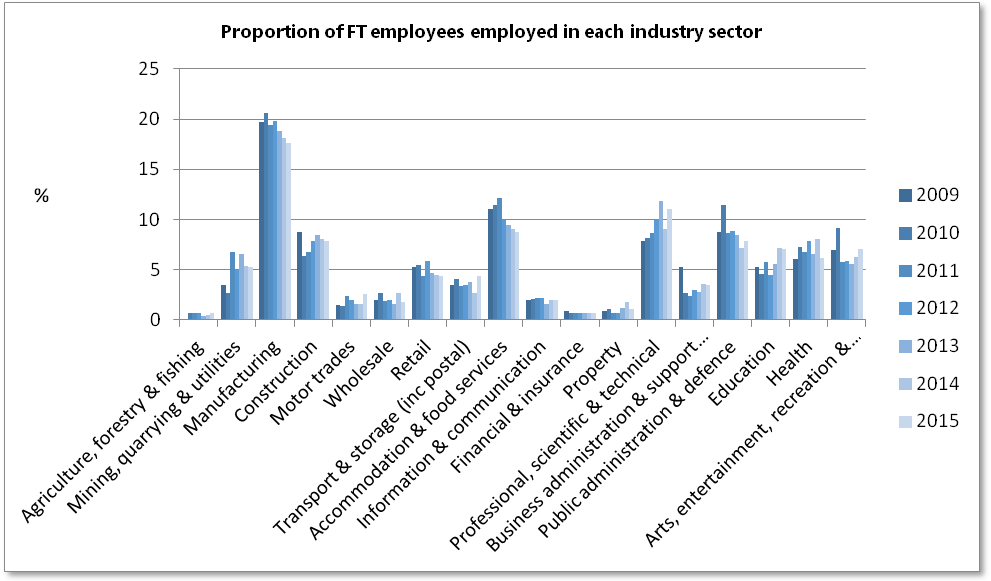 Proportion of FT employees employed in each industry sector
25
20
15
10
5
0
%
Agriculture, forestry & fishing
Mining, quarrying & utilities
Manufacturing
Construction
Motor trades
Wholesale
Retail
Transport & storage (inc postal)
Accommodation & food services
Information & communication
Financial & insurance
Property
Professional, scientific & technical
Business administration & support...
Public administration & defence
Education
Health
Arts, entertainment, recreation &...
2009
2010
2011
2012
2013
2014
2015